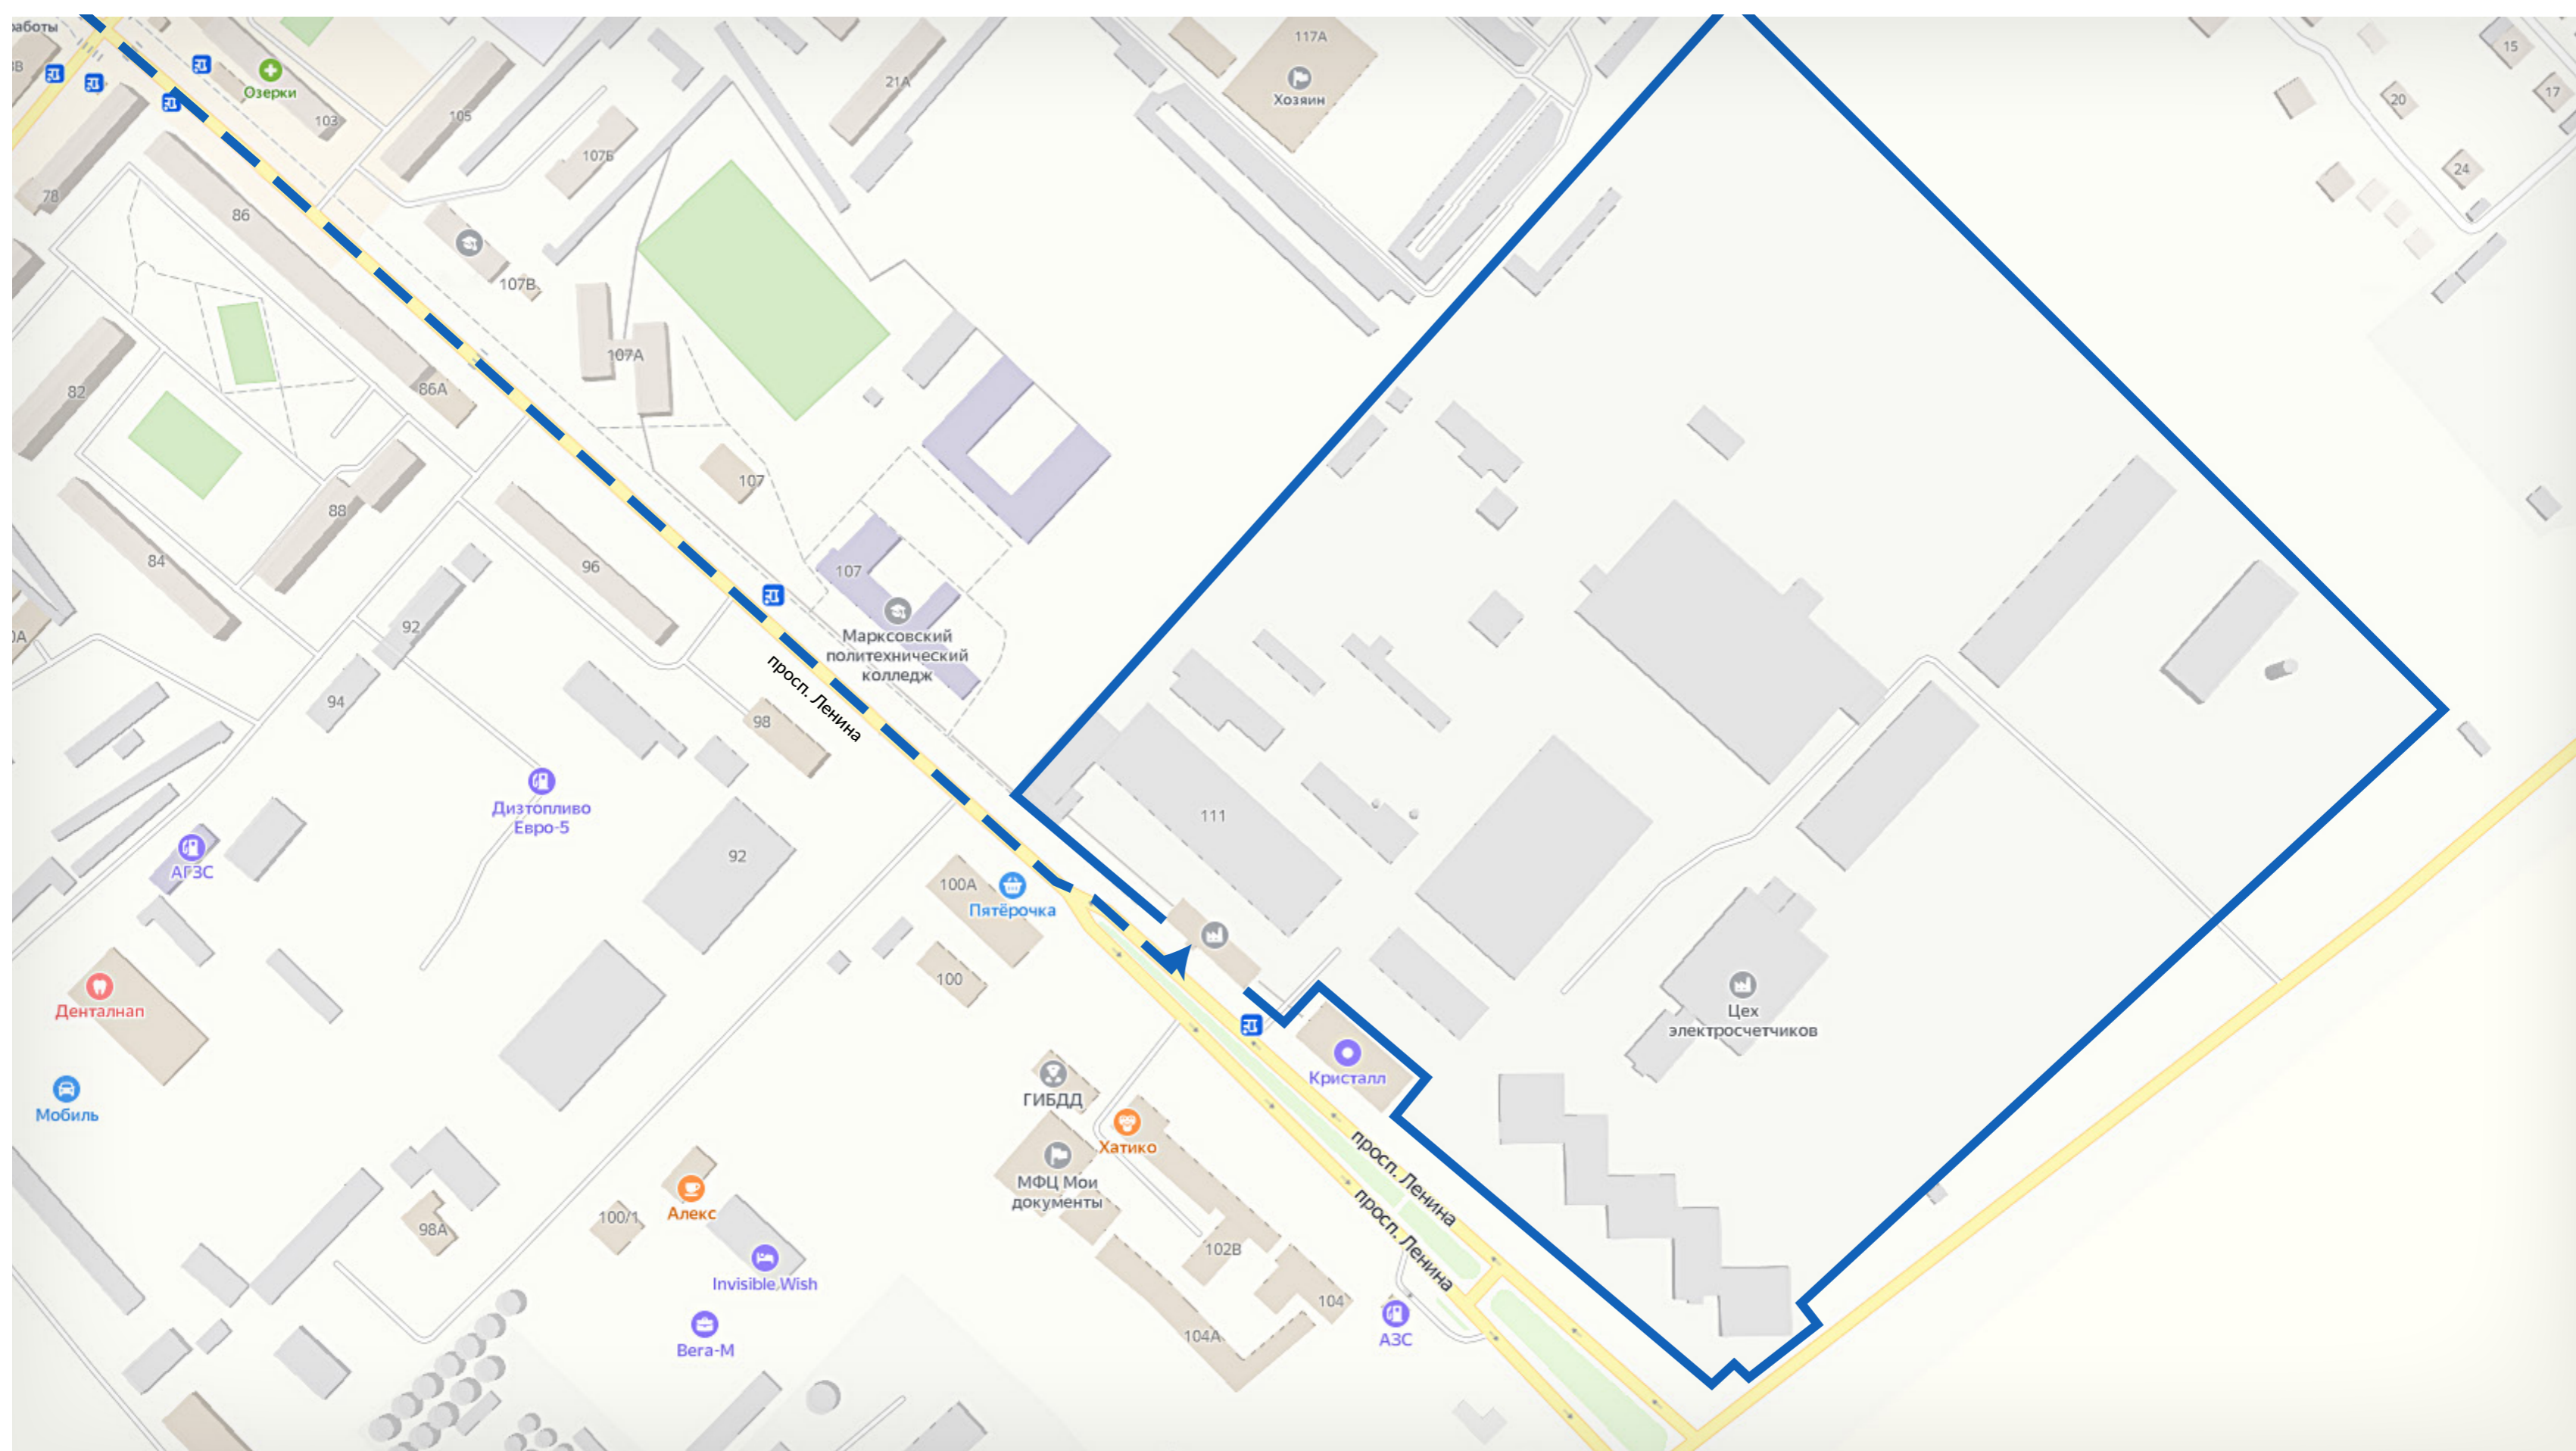 работы
117А
Хозяин
15
17
20
24
Озерки
103
105
107Б
21А
78
86
107В
107А
82
86А
107
88
84
96
107
92
Марксовский
политехнический
колледж
просп. Ленина
94
98
Дизтопливо
Евро-5
АГЗС
92
111
100А
Пятёрочка
100
Денталнап
Мобиль
Цех
электросчетчиков
Кристалл
ГИБДД
Хатико
МФЦ Мои
документы
просп. Ленина
просп. Ленина
98А
100/1
Алекс
102В
Invisible Wish
104
104А
АЗС
Вега-М